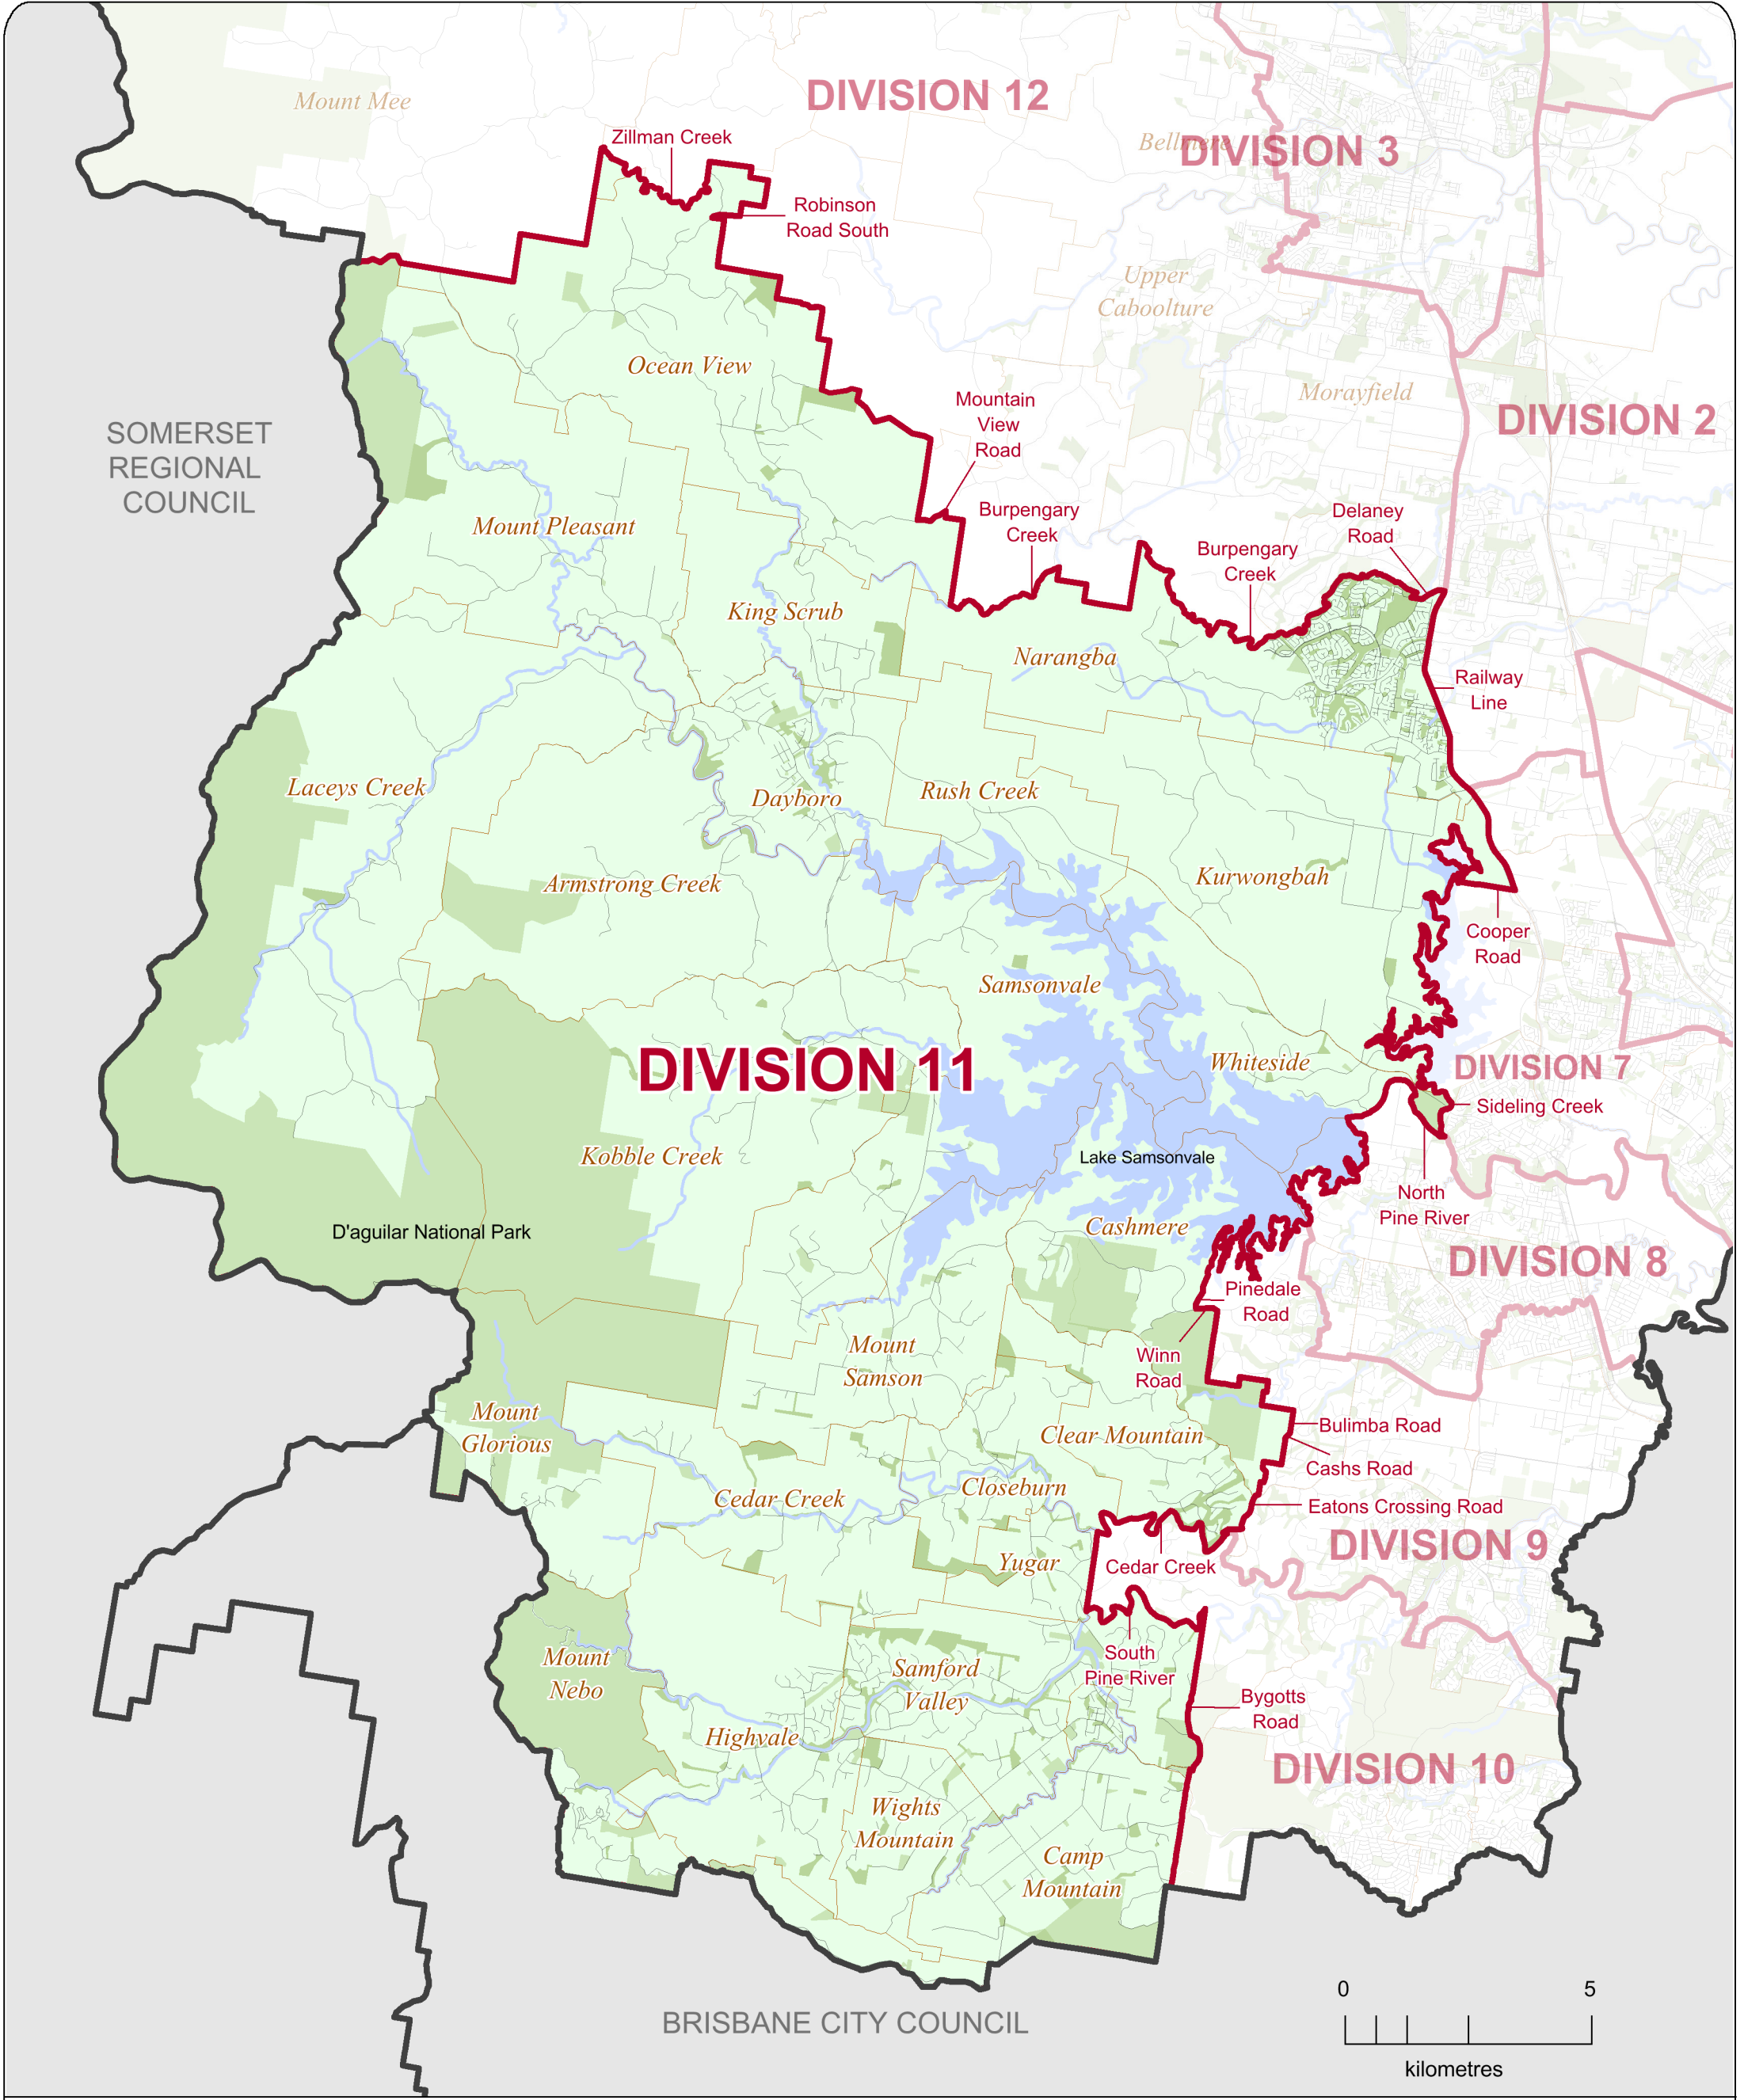 DIVISION 12
Mount Mee
Zillman Creek
Bellmere
DIVISION 3
Robinson
Road South
Upper
Caboolture
Ocean View
Morayfield
Mountain
View
Road
DIVISION 2
SOMERSET
REGIONAL
COUNCIL
Mount Pleasant
Burpengary
Creek
Delaney
Road
Burpengary
Creek
King Scrub
Narangba
Railway
Line
Laceys Creek
Dayboro
Rush Creek
Armstrong Creek
Kurwongbah
Cooper
Road
Samsonvale
DIVISION 11
Whiteside
DIVISION 7
Sideling Creek
Kobble Creek
Lake Samsonvale
North
Pine River
D'aguilar National Park
Cashmere
DIVISION 8
Pinedale
Road
Mount
Samson
Winn
Road
Mount
Glorious
Clear Mountain
Bulimba Road
Cashs Road
Cedar Creek
Closeburn
Eatons Crossing Road
DIVISION 9
Yugar
Cedar Creek
Mount
Nebo
Samford
Valley
South
Pine River
Bygotts
Road
Highvale
DIVISION 10
Wights
Mountain
Camp
Mountain
BRISBANE CITY COUNCIL
0 5
kilometres